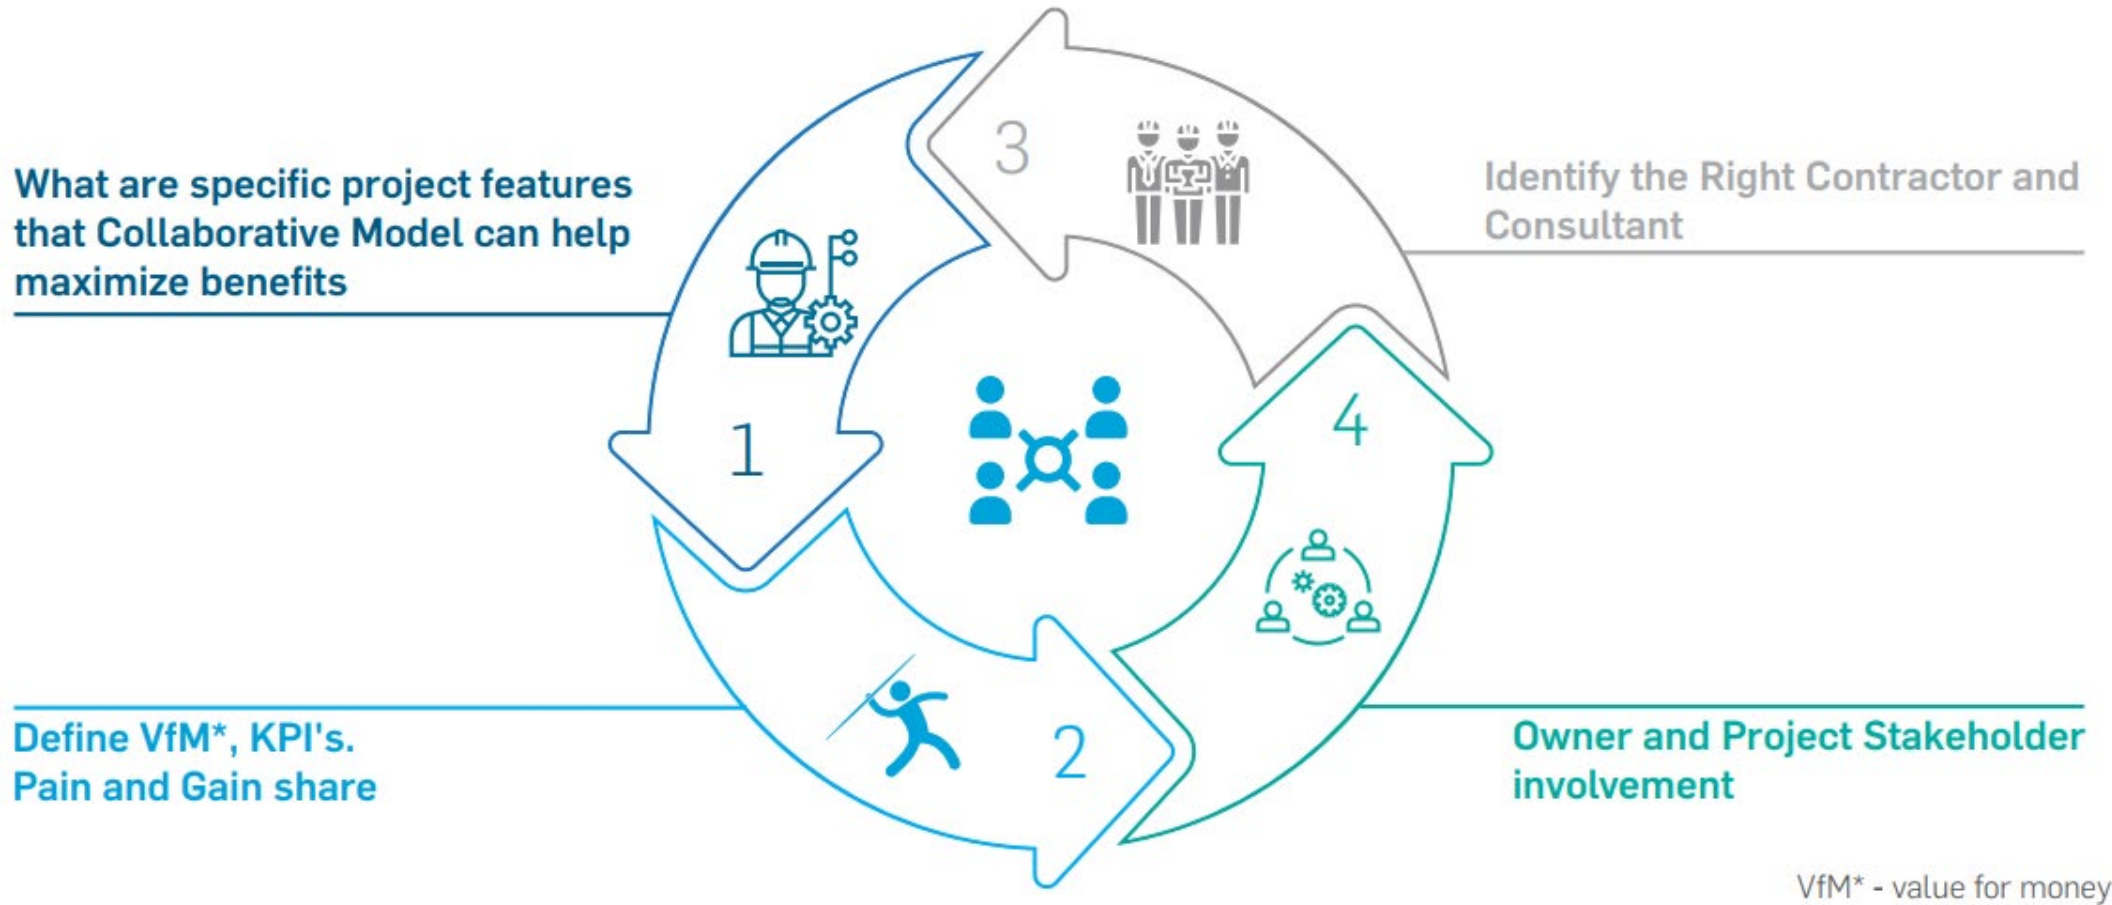 What are specific project features
that Collaborative Model can help
maximize benefits
1
Define VfM*, KPI's.
Pain and Gain share
2
3
Identify the Right Contractor and
Consultant
4
Owner and Project Stakeholder
involvement
VfM* - value for money